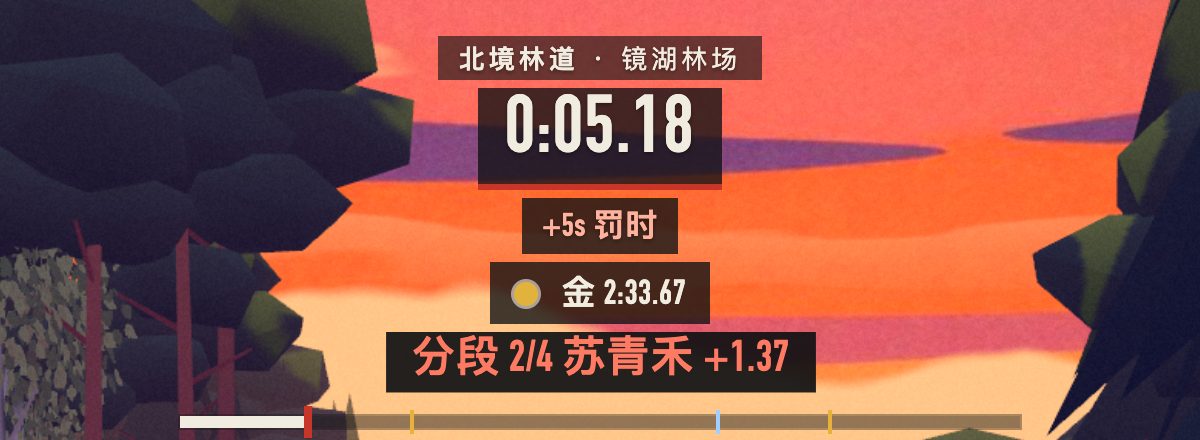 北境林道 · 镜湖林场
0:05.18
+5s 罚时
金 2:33.67
分段 2/4 苏青禾 +1.37